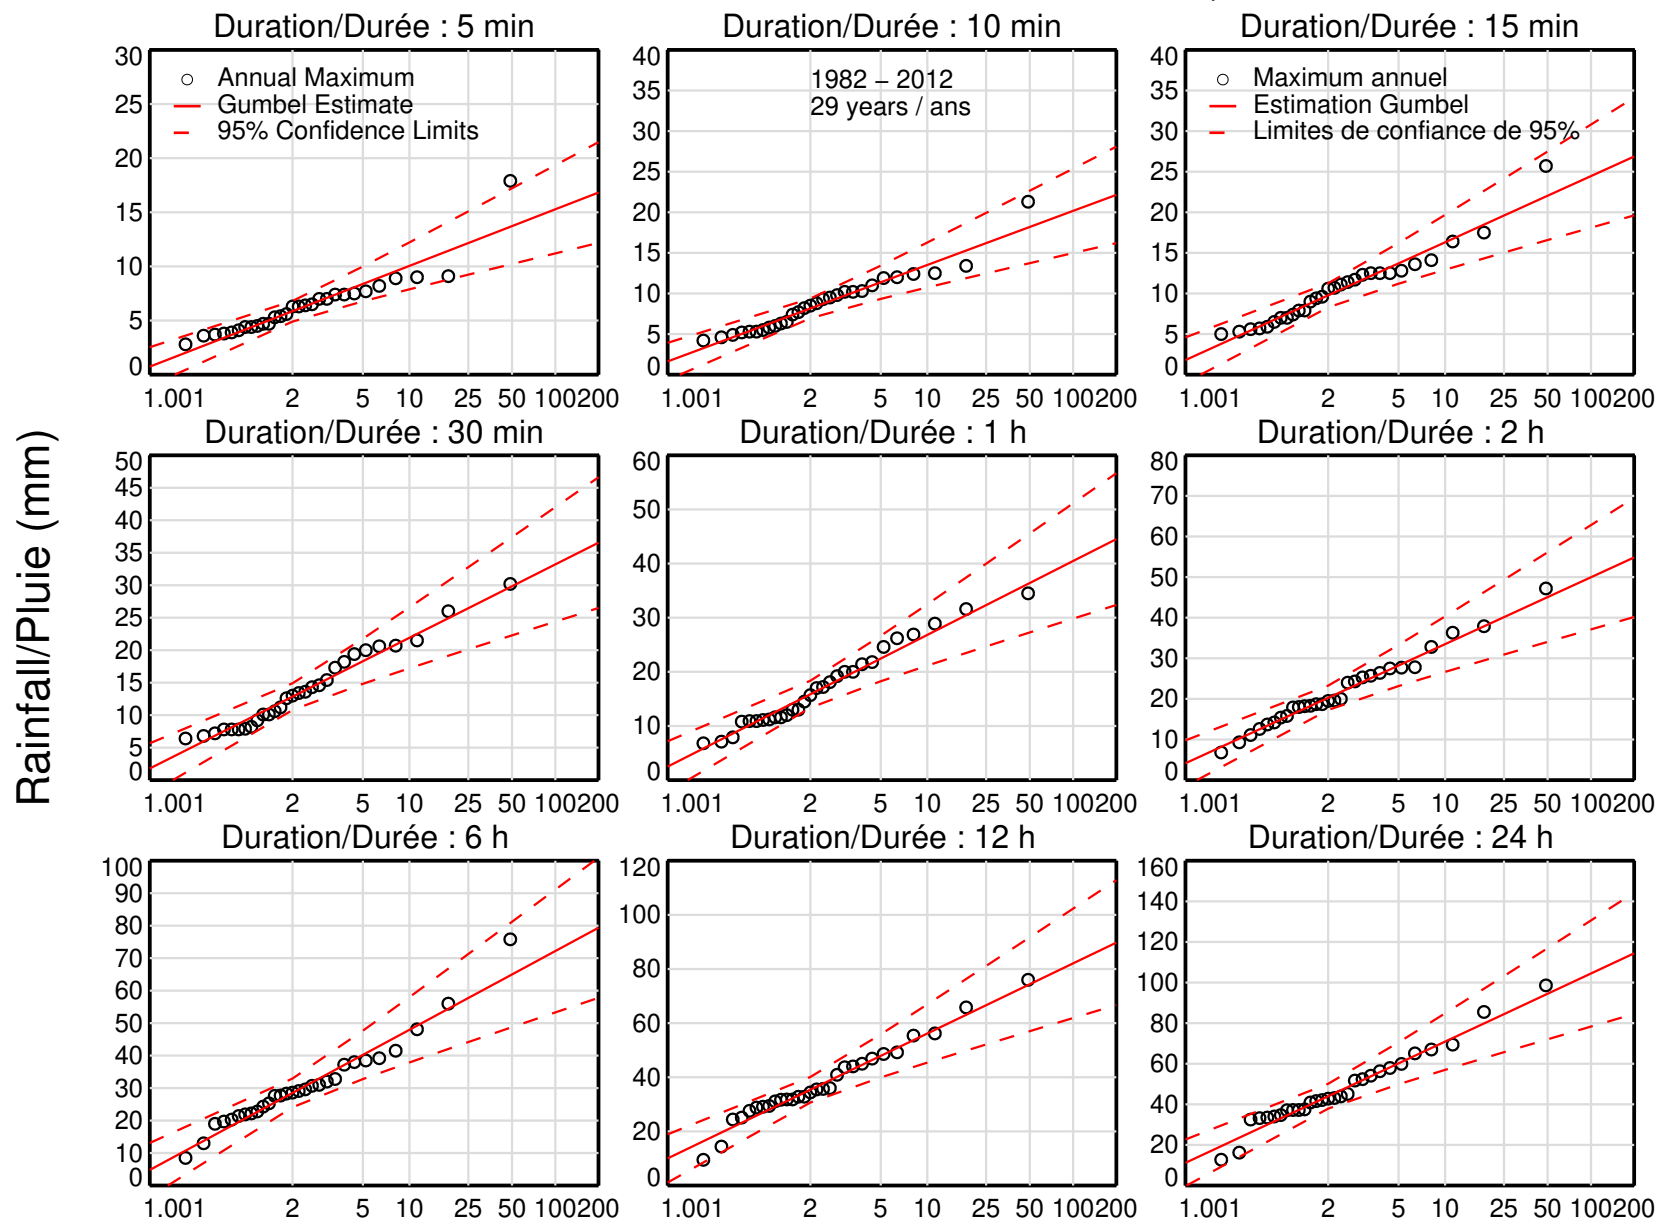 Duration/Durée : 5 min
Duration/Durée : 10 min
Duration/Durée : 15 min
30
25
20
15
10
5
0
Annual Maximum
Gumbel Estimate
95% Confidence Limits
1.001 2 5 10 25 50 100200
40
35
30
25
20
15
10
5
0
1982 – 2012
29 years / ans
1.001 2 5 10 25 50 100200
40
35
30
25
20
15
10
5
0
Maximum annuel
Estimation Gumbel
Limites de confiance de 95%
1.001 2 5 10 25 50 100200
Rainfall/Pluie (mm)
Duration/Durée : 30 min
Duration/Durée : 1 h
Duration/Durée : 2 h
50
45
40
35
30
25
20
15
10
5
0
1.001 2 5 10 25 50 100200
60
50
40
30
20
10
0
1.001 2 5 10 25 50 100200
80
70
60
50
40
30
20
10
0
1.001 2 5 10 25 50 100200
Duration/Durée : 6 h
Duration/Durée : 12 h
Duration/Durée : 24 h
100
90
80
70
60
50
40
30
20
10
0
1.001 2 5 10 25 50 100200
120
100
80
60
40
20
0
1.001 2 5 10 25 50 100200
160
140
120
100
80
60
40
20
0
1.001 2 5 10 25 50 100200